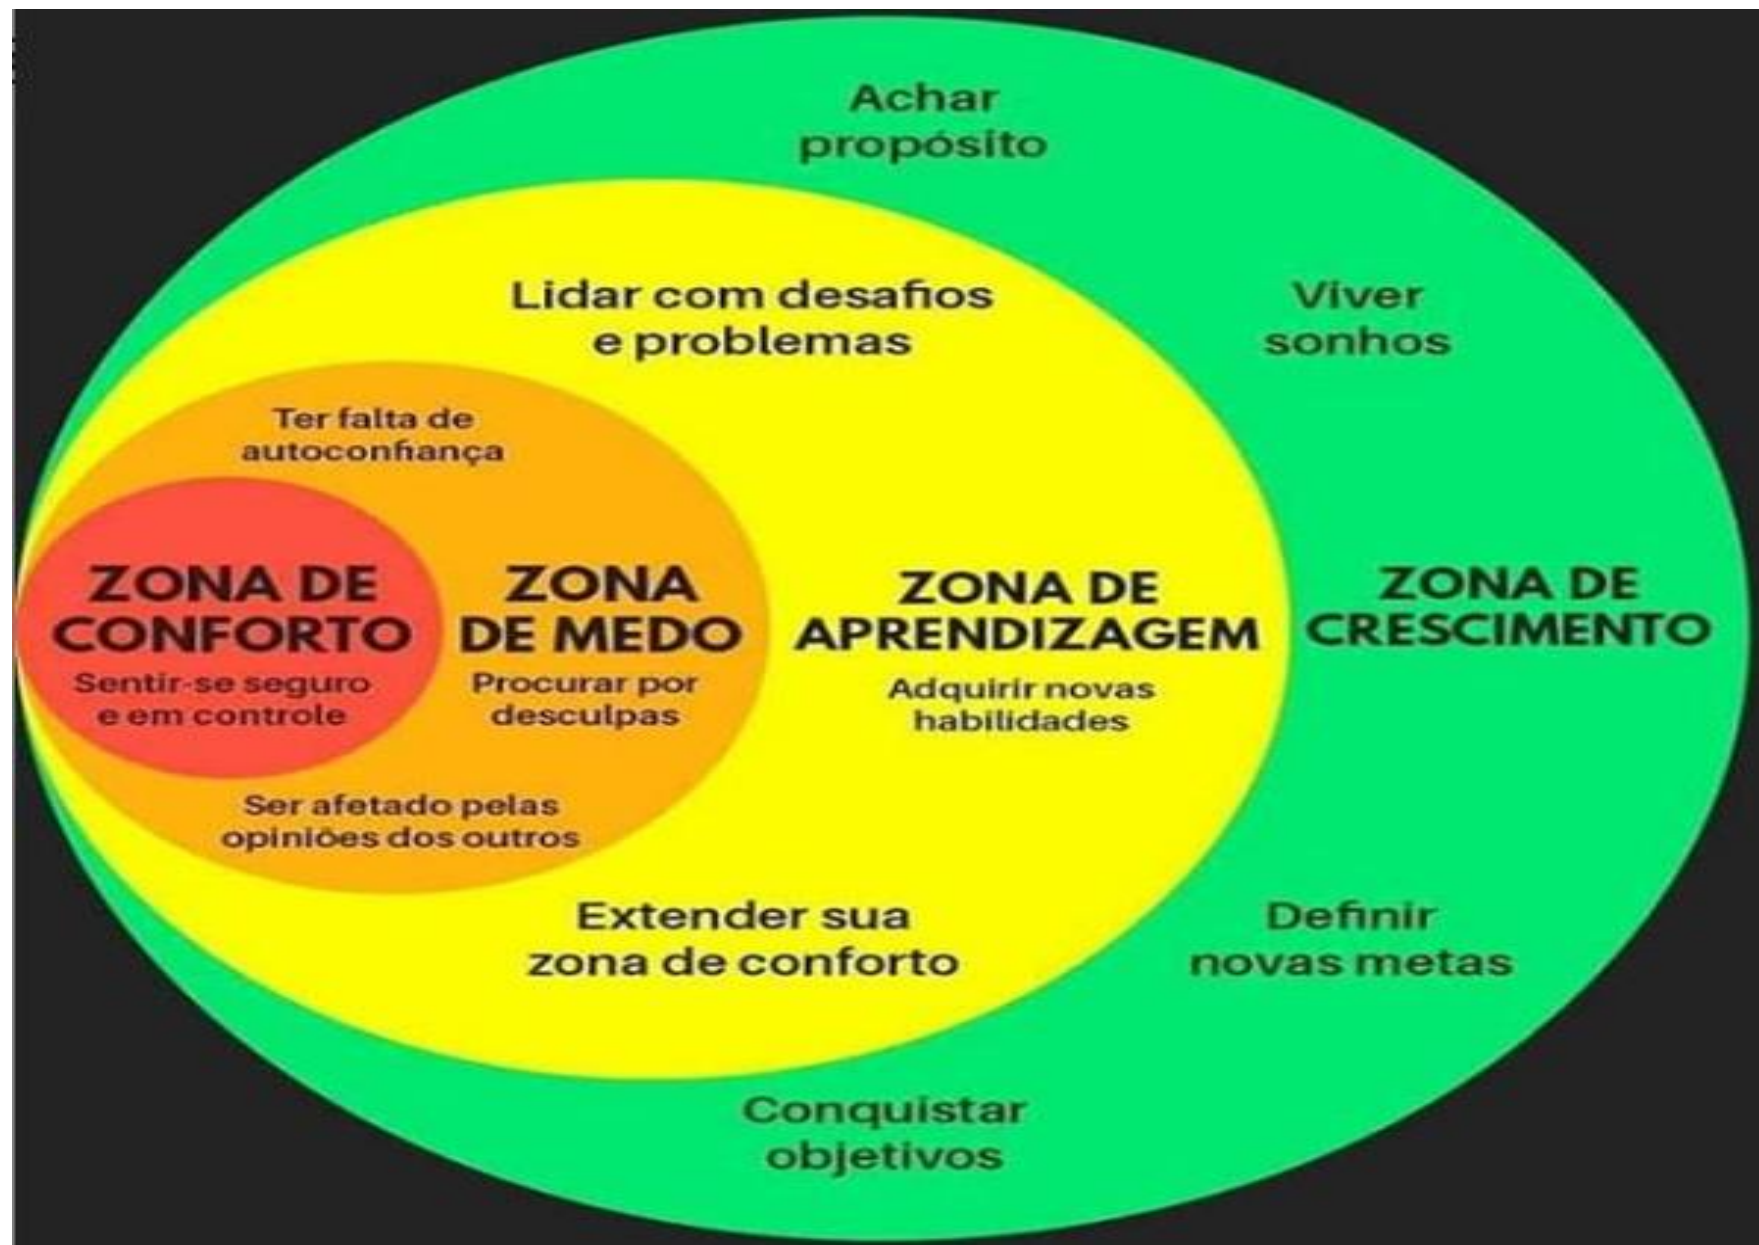 Achar
propósito
Lidar com desafios
e problemas
Viver
sonhos
Ter falta de
autoconfiança
ZONA DE
CONFORTO
Sentir-se seguro
e em controle
ZONA
DE MEDO
Procurar por
desculpas
ZONA DE
APRENDIZAGEM
Adquirir novas
habilidades
ZONA DE
CRESCIMENTO
Ser afetado pelas
opiniões dos outros
Extender sua
zona de conforto
Definir
novas metas
Conquistar
objetivos